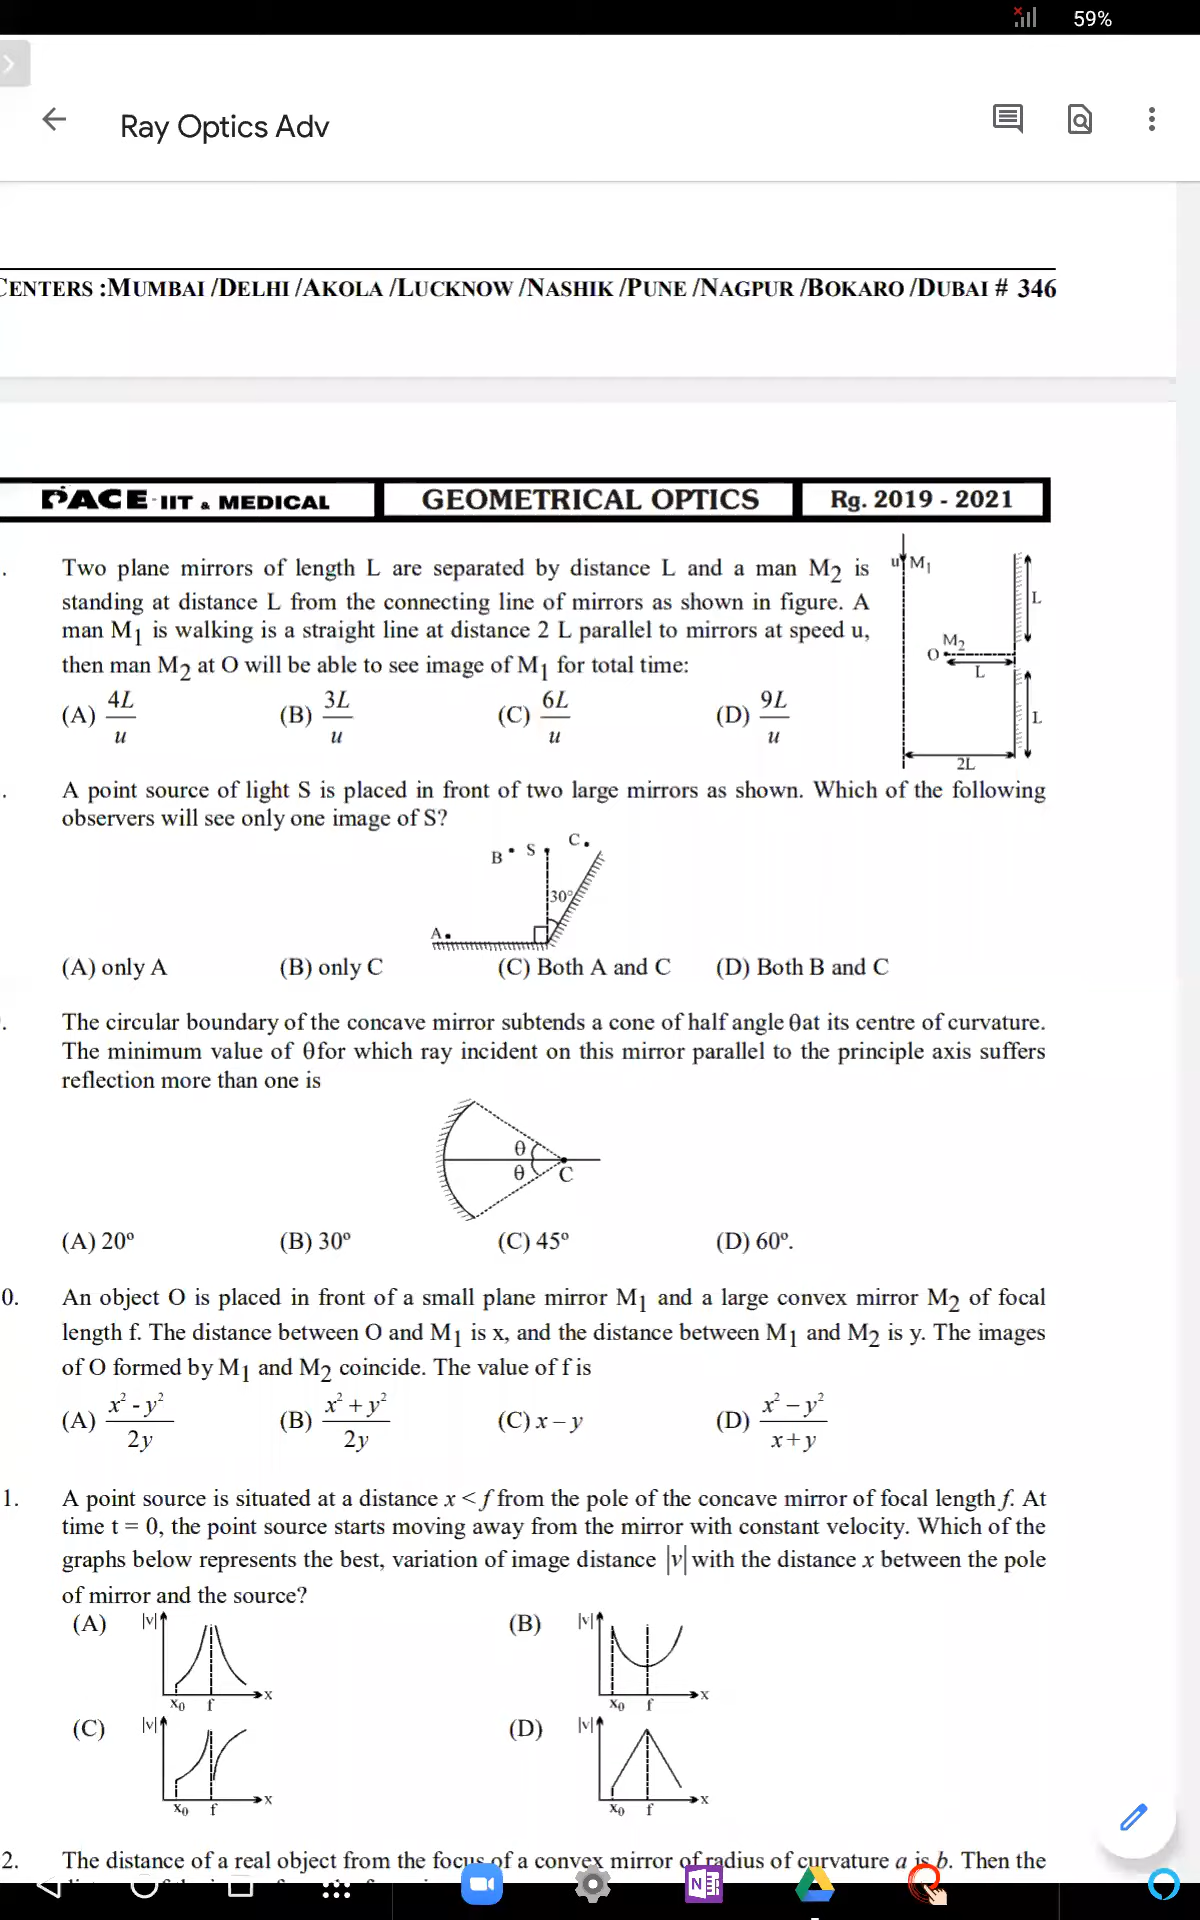 59%
Ray Optics Adv
CENTERS :MUMBAI /DELHI /AKOLA /LUCKNOW /NASHIK /PUNE /NAGPUR /BOKARO /DUBAI # 346
PACE IIT & MEDICAL GEOMETRICAL OPTICS Rg. 2019 - 2021
. Two plane mirrors of length L are separated by distance L and a man M2 is
standing at distance L from the connecting line of mirrors as shown in figure. A
man M1 is walking is a straight line at distance 2 L parallel to mirrors at speed u,
then man M2 at O will be able to see image of M1 for total time:
u M1
L
M2
O
L
L
2L
(A) 4L/u (B) 3L/u (C) 6L/u (D) 9L/u
. A point source of light S is placed in front of two large mirrors as shown. Which of the following
observers will see only one image of S?
B S C
30°
A
(A) only A (B) only C (C) Both A and C (D) Both B and C
. The circular boundary of the concave mirror subtends a cone of half angle θat its centre of curvature.
The minimum value of θfor which ray incident on this mirror parallel to the principle axis suffers
reflection more than one is
θ
θ C
(A) 20° (B) 30° (C) 45° (D) 60°.
0. An object O is placed in front of a small plane mirror M1 and a large convex mirror M2 of focal
length f. The distance between O and M1 is x, and the distance between M1 and M2 is y. The images
of O formed by M1 and M2 coincide. The value of f is
(A) x² - y²/2y (B) x² + y²/2y (C) x – y (D) x² – y²/x+y
1. A point source is situated at a distance x < f from the pole of the concave mirror of focal length f. At
time t = 0, the point source starts moving away from the mirror with constant velocity. Which of the
graphs below represents the best, variation of image distance |v| with the distance x between the pole
of mirror and the source?
(A) |v| x0 f x (B) |v| x0 f x
(C) |v| x0 f x (D) |v| x0 f x
2. The distance of a real object from the focus of a convex mirror of radius of curvature a is b. Then the
N